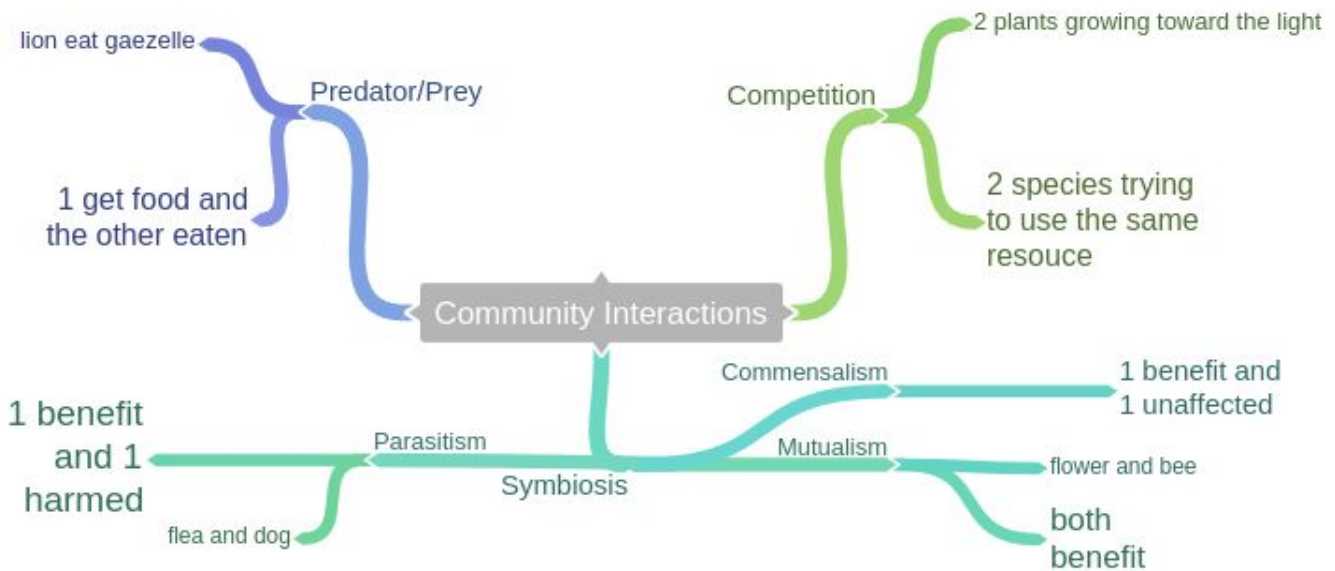 2 plants growing toward the light
lion eat gaezelle
Predator/Prey
Competition
1 get food and
the other eaten
2 species trying
to use the same
resouce
Community Interactions
Commensalism
1 benefit and
1 unaffected
1 benefit
and 1
harmed
Parasitism
Mutualism
flower and bee
Symbiosis
flea and dog
both
benefit